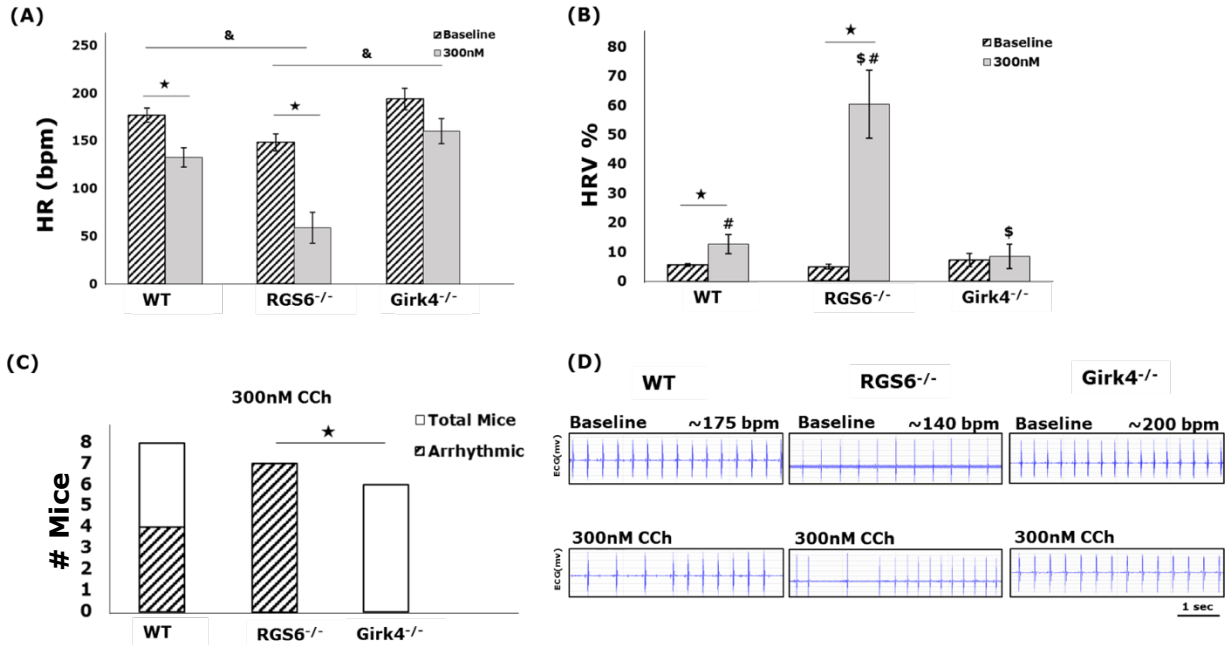 (A)
&
&
Baseline
300nM
250
200
150
100
50
0
HR (bpm)
★
★
WT
RGS6-/-
Girk4-/-
(B)
Baseline
300nM
80
70
60
50
40
30
20
10
0
HRV %
★
★
#
$ #
$
WT
RGS6-/-
Girk4-/-
(C)
300nM CCh
Total Mice
Arrhythmic
★
8
7
6
5
4
3
2
1
0
# Mice
WT
RGS6-/-
Girk4-/-
(D)
WT
RGS6-/-
Girk4-/-
Baseline ~175 bpm
Baseline ~140 bpm
Baseline ~200 bpm
ECG(mv)
300nM CCh
300nM CCh
300nM CCh
ECG(mv)
1 sec